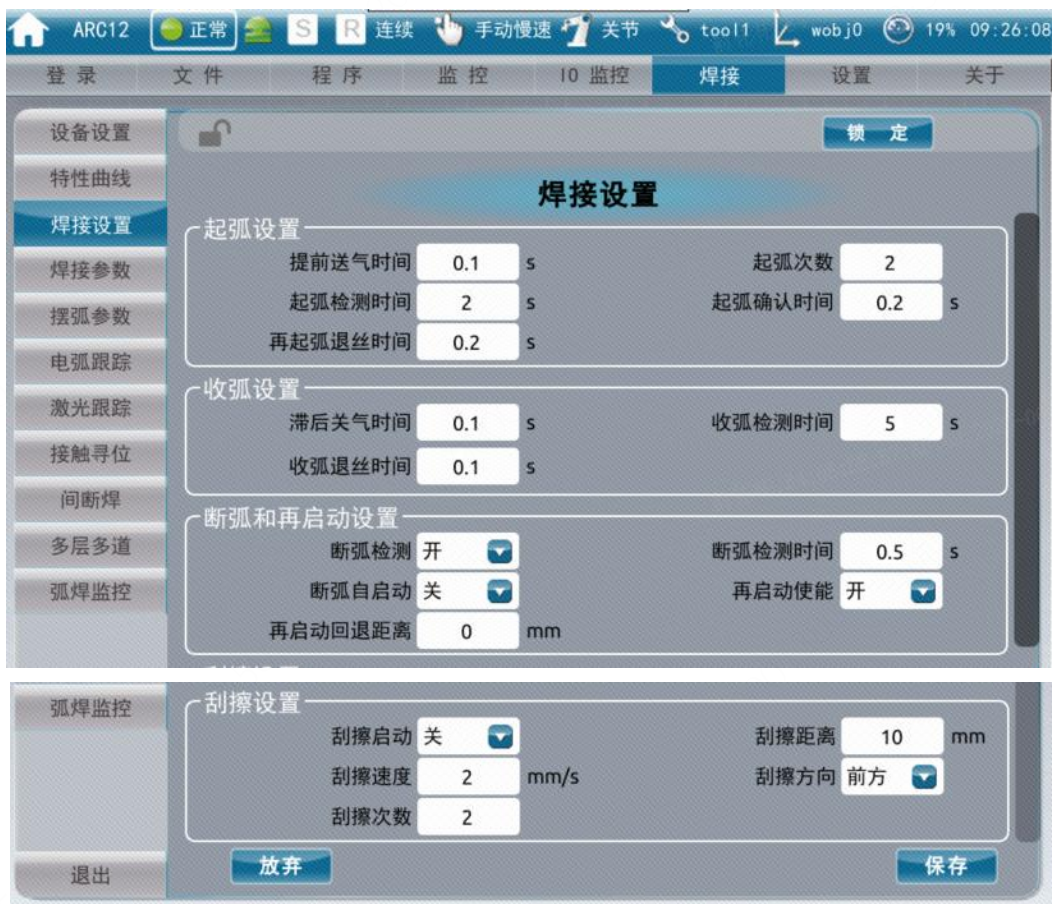 ARC12 正常 S R 连续 手动慢速 关节 tool1 wobj0 19% 09:26:08
登录 文件 程序 监控 IO 监控 焊接 设置 关于
设备设置
锁 定
特性曲线
焊接设置
焊接设置
起弧设置
提前送气时间 0.1 s 起弧次数 2
焊接参数
起弧检测时间 2 s 起弧确认时间 0.2 s
摆弧参数
再起弧退丝时间 0.2 s
电弧跟踪
收弧设置
激光跟踪
滞后关气时间 0.1 s 收弧检测时间 5 s
接触寻位
收弧退丝时间 0.1 s
间断焊
断弧和再启动设置
多层多道
断弧检测 开 断弧检测时间 0.5 s
弧焊监控
断弧自启动 关 再启动使能 开
再启动回退距离 0 mm
弧焊监控
刮擦设置
刮擦启动 关 刮擦距离 10 mm
刮擦速度 2 mm/s 刮擦方向 前方
刮擦次数 2
退出
放弃 保存